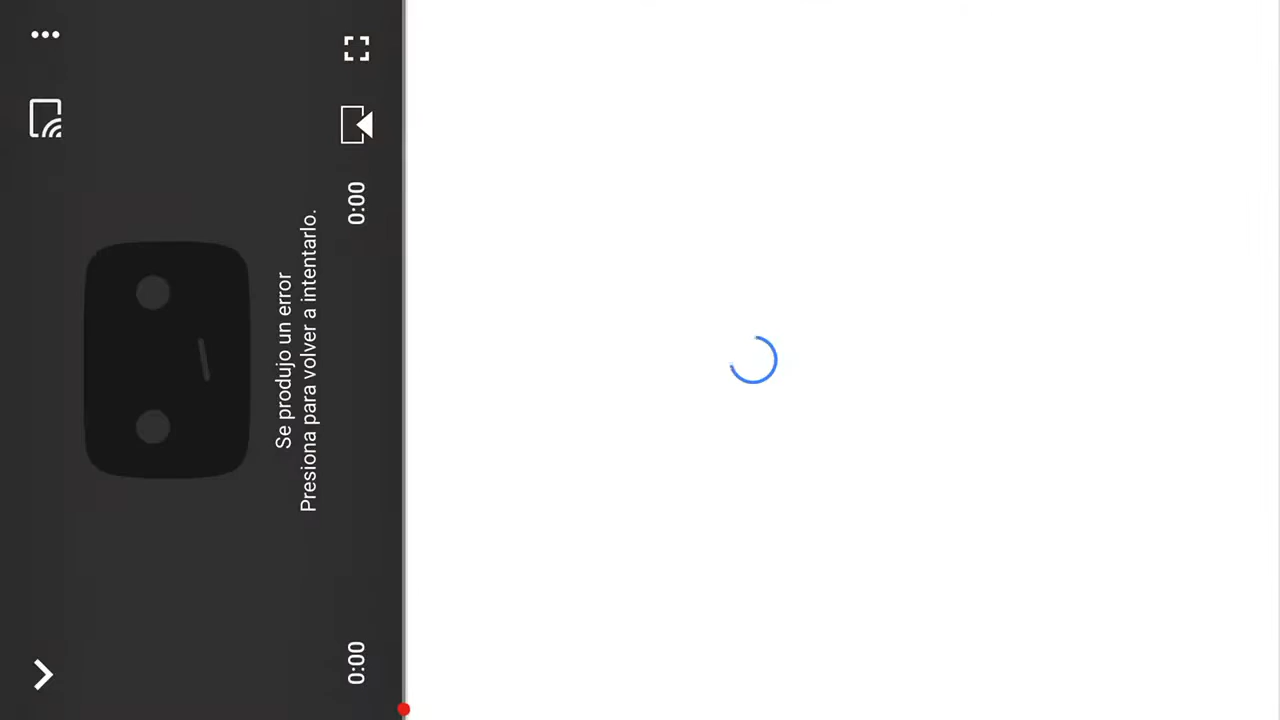 0:00
Se produjo un error
Presiona para volver a intentarlo.
0:00